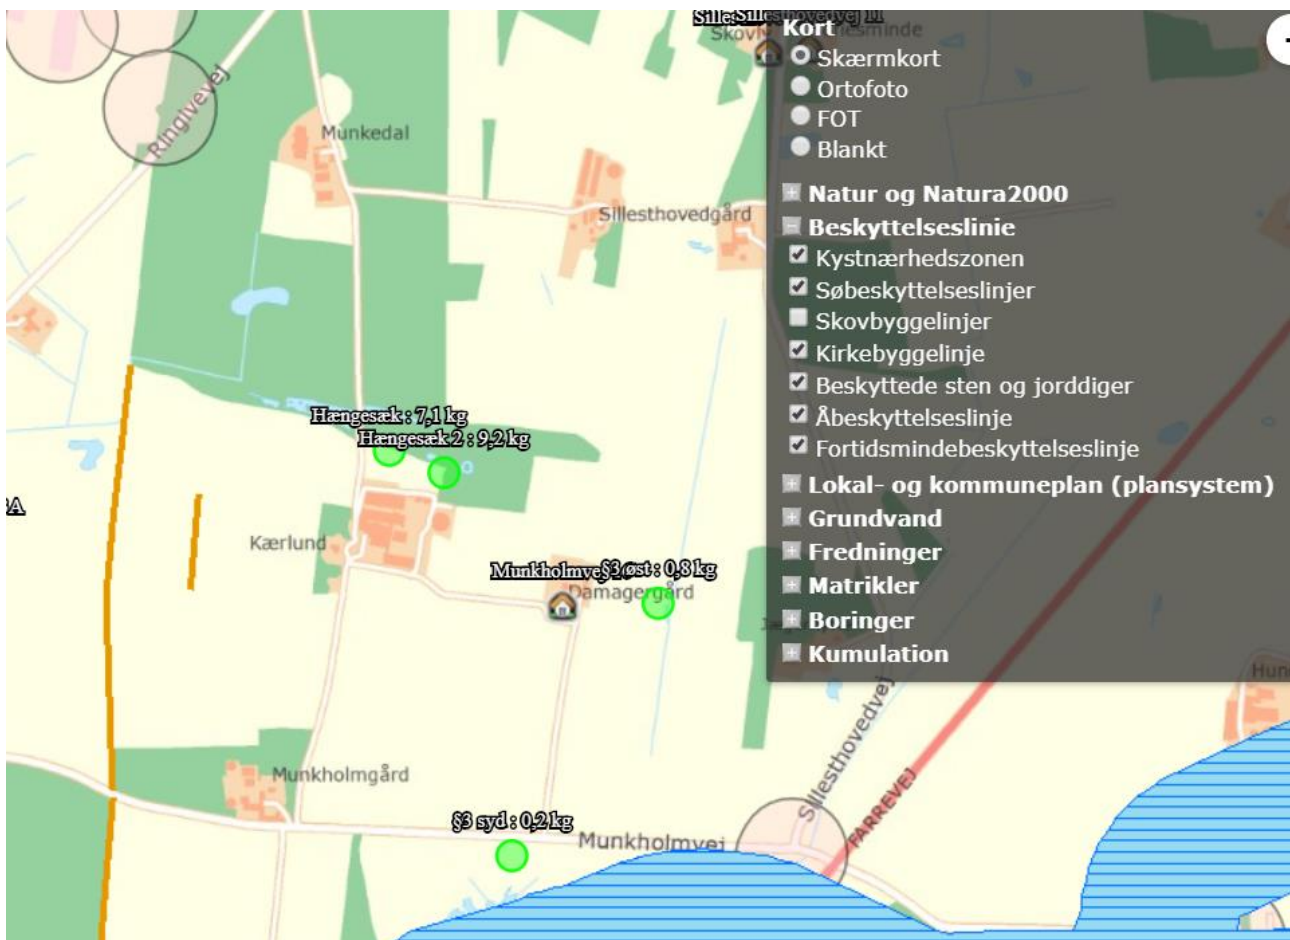 Sillesthovedvej 11
Kort
Skærmkort
Ortofoto
FOT
Blankt
Natur og Natura2000
Beskyttelseslinie
Kystnærhedszonen
Søbeskyttelseslinjer
Skovbyggelinjer
Kirkebyggelinje
Beskyttede sten og jorddiger
Åbeskyttelseslinje
Fortidsmindebeskyttelseslinje
Lokal- og kommuneplan (plansystem)
Grundvand
Fredninger
Matrikler
Boringer
Kumulation
Ringivevej
Munkedal
Sillesthovedgård
Hængesæk : 7,1 kg
Hængesæk 2 : 9,2 kg
Kærlund
§3 øst : 0,8 kg
Damagergård
Munkholmgård
§3 syd : 0,2 kg
Munkholmvej
Sillesthovedvej
FARREVEJ